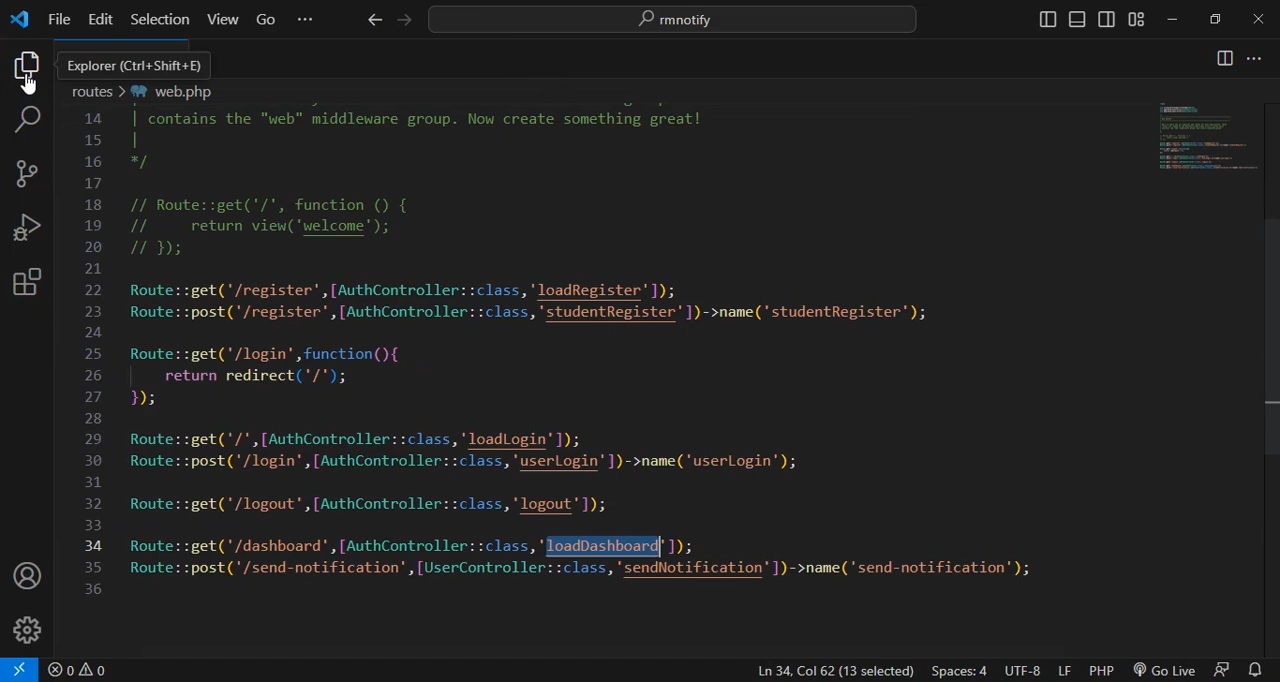 File Edit Selection View Go ··· rmnotify
Explorer (Ctrl+Shift+E)
routes > web.php
14 | contains the "web" middleware group. Now create something great!
15 |
16 */
17
18 // Route::get('/', function () {
19 //     return view('welcome');
20 // });
21
22 Route::get('/register',[AuthController::class,'loadRegister']);
23 Route::post('/register',[AuthController::class,'studentRegister'])->name('studentRegister');
24
25 Route::get('/login',function(){
26     return redirect('/');
27 });
28
29 Route::get('/',[AuthController::class,'loadLogin']);
30 Route::post('/login',[AuthController::class,'userLogin'])->name('userLogin');
31
32 Route::get('/logout',[AuthController::class,'logout']);
33
34 Route::get('/dashboard',[AuthController::class,'loadDashboard']);
35 Route::post('/send-notification',[UserController::class,'sendNotification'])->name('send-notification');
36
0 0 Ln 34, Col 62 (13 selected) Spaces: 4 UTF-8 LF PHP Go Live